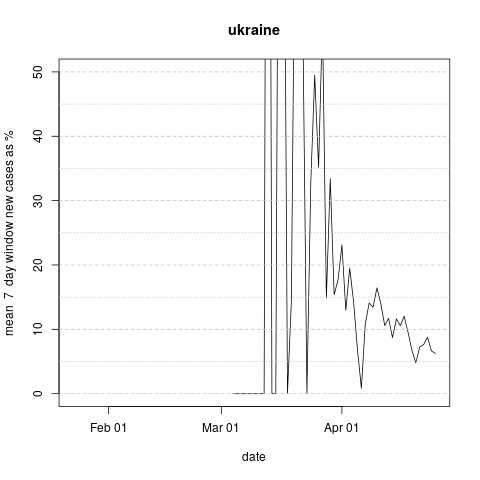 ukraine
mean  7  day window new cases as %
50
40
30
20
10
0
Feb 01
Mar 01
Apr 01
date